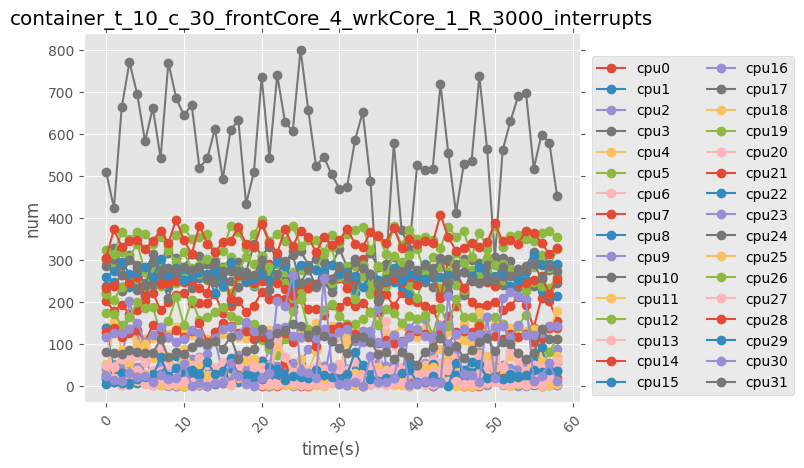 container_t_10_c_30_frontCore_4_wrkCore_1_R_3000_interrupts
800
700
600
500
400
300
200
100
0
num
0
10
20
30
40
50
60
time(s)
cpu0
cpu1
cpu2
cpu3
cpu4
cpu5
cpu6
cpu7
cpu8
cpu9
cpu10
cpu11
cpu12
cpu13
cpu14
cpu15
cpu16
cpu17
cpu18
cpu19
cpu20
cpu21
cpu22
cpu23
cpu24
cpu25
cpu26
cpu27
cpu28
cpu29
cpu30
cpu31